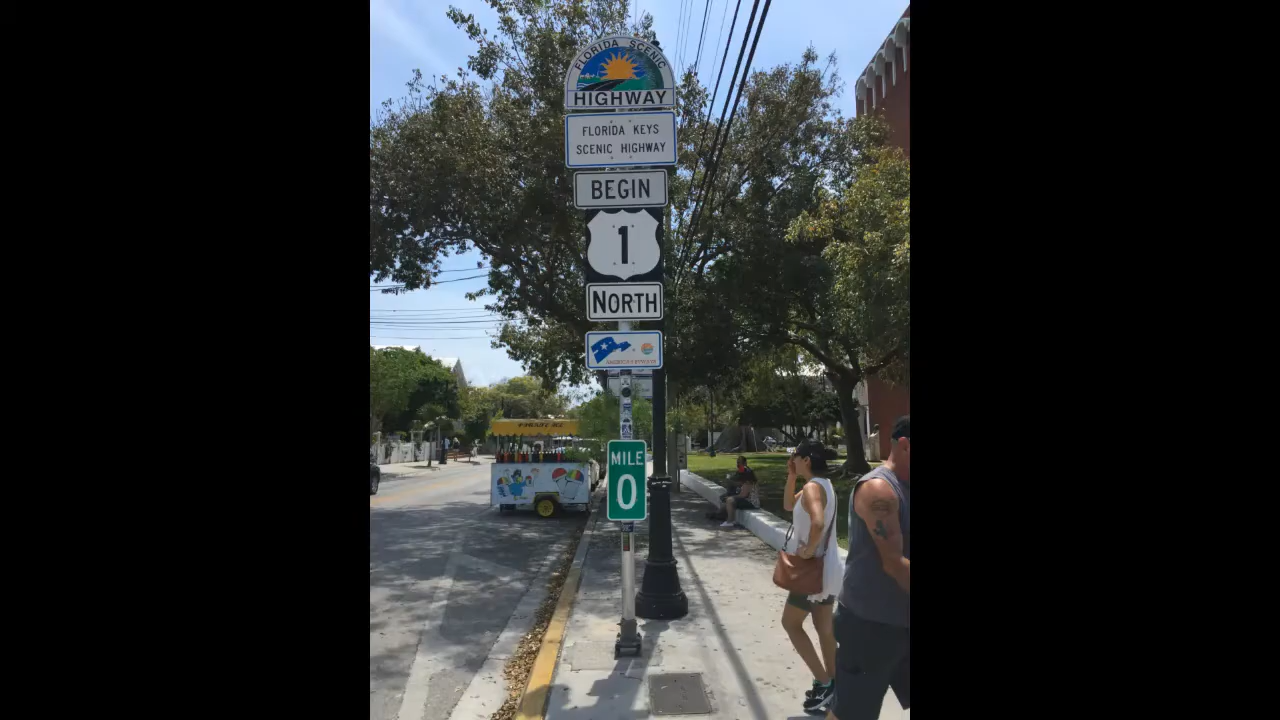 FLORIDA SCENIC
HIGHWAY
FLORIDA KEYS
SCENIC HIGHWAY
BEGIN
1
NORTH
MILE
0